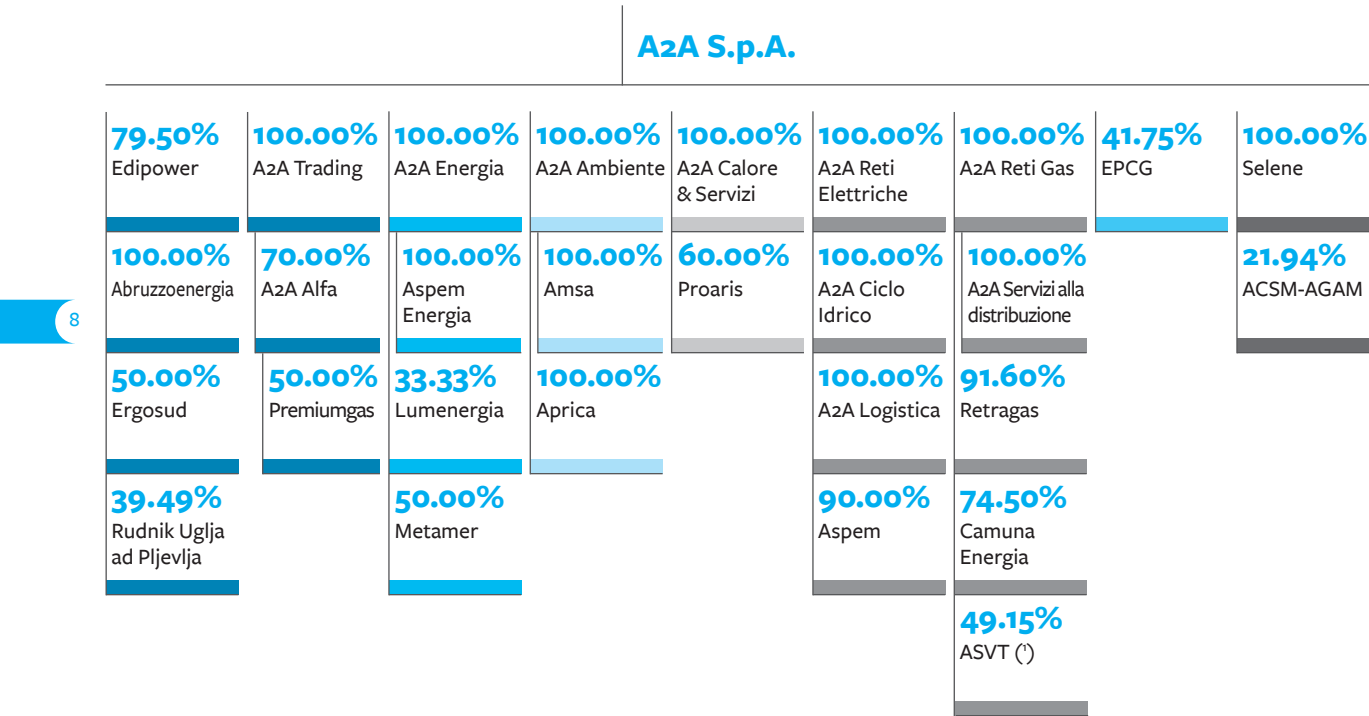 A2A S.p.A.
79.50%
Edipower
100.00%
A2A Trading
100.00%
A2A Energia
100.00%
A2A Ambiente
100.00%
A2A Calore
& Servizi
100.00%
A2A Reti
Elettriche
100.00%
A2A Reti Gas
41.75%
EPCG
100.00%
Selene
100.00%
Abruzzoenergia
70.00%
A2A Alfa
100.00%
Aspem
Energia
100.00%
Amsa
60.00%
Proaris
100.00%
A2A Ciclo
Idrico
100.00%
A2A Servizi alla
distribuzione
21.94%
ACSM-AGAM
8
50.00%
Ergosud
50.00%
Premiumgas
33.33%
Lumenergia
100.00%
Aprica
100.00%
A2A Logistica
91.60%
Retragas
39.49%
Rudnik Uglja
ad Pljevlja
50.00%
Metamer
90.00%
Aspem
74.50%
Camuna
Energia
49.15%
ASVT (¹)